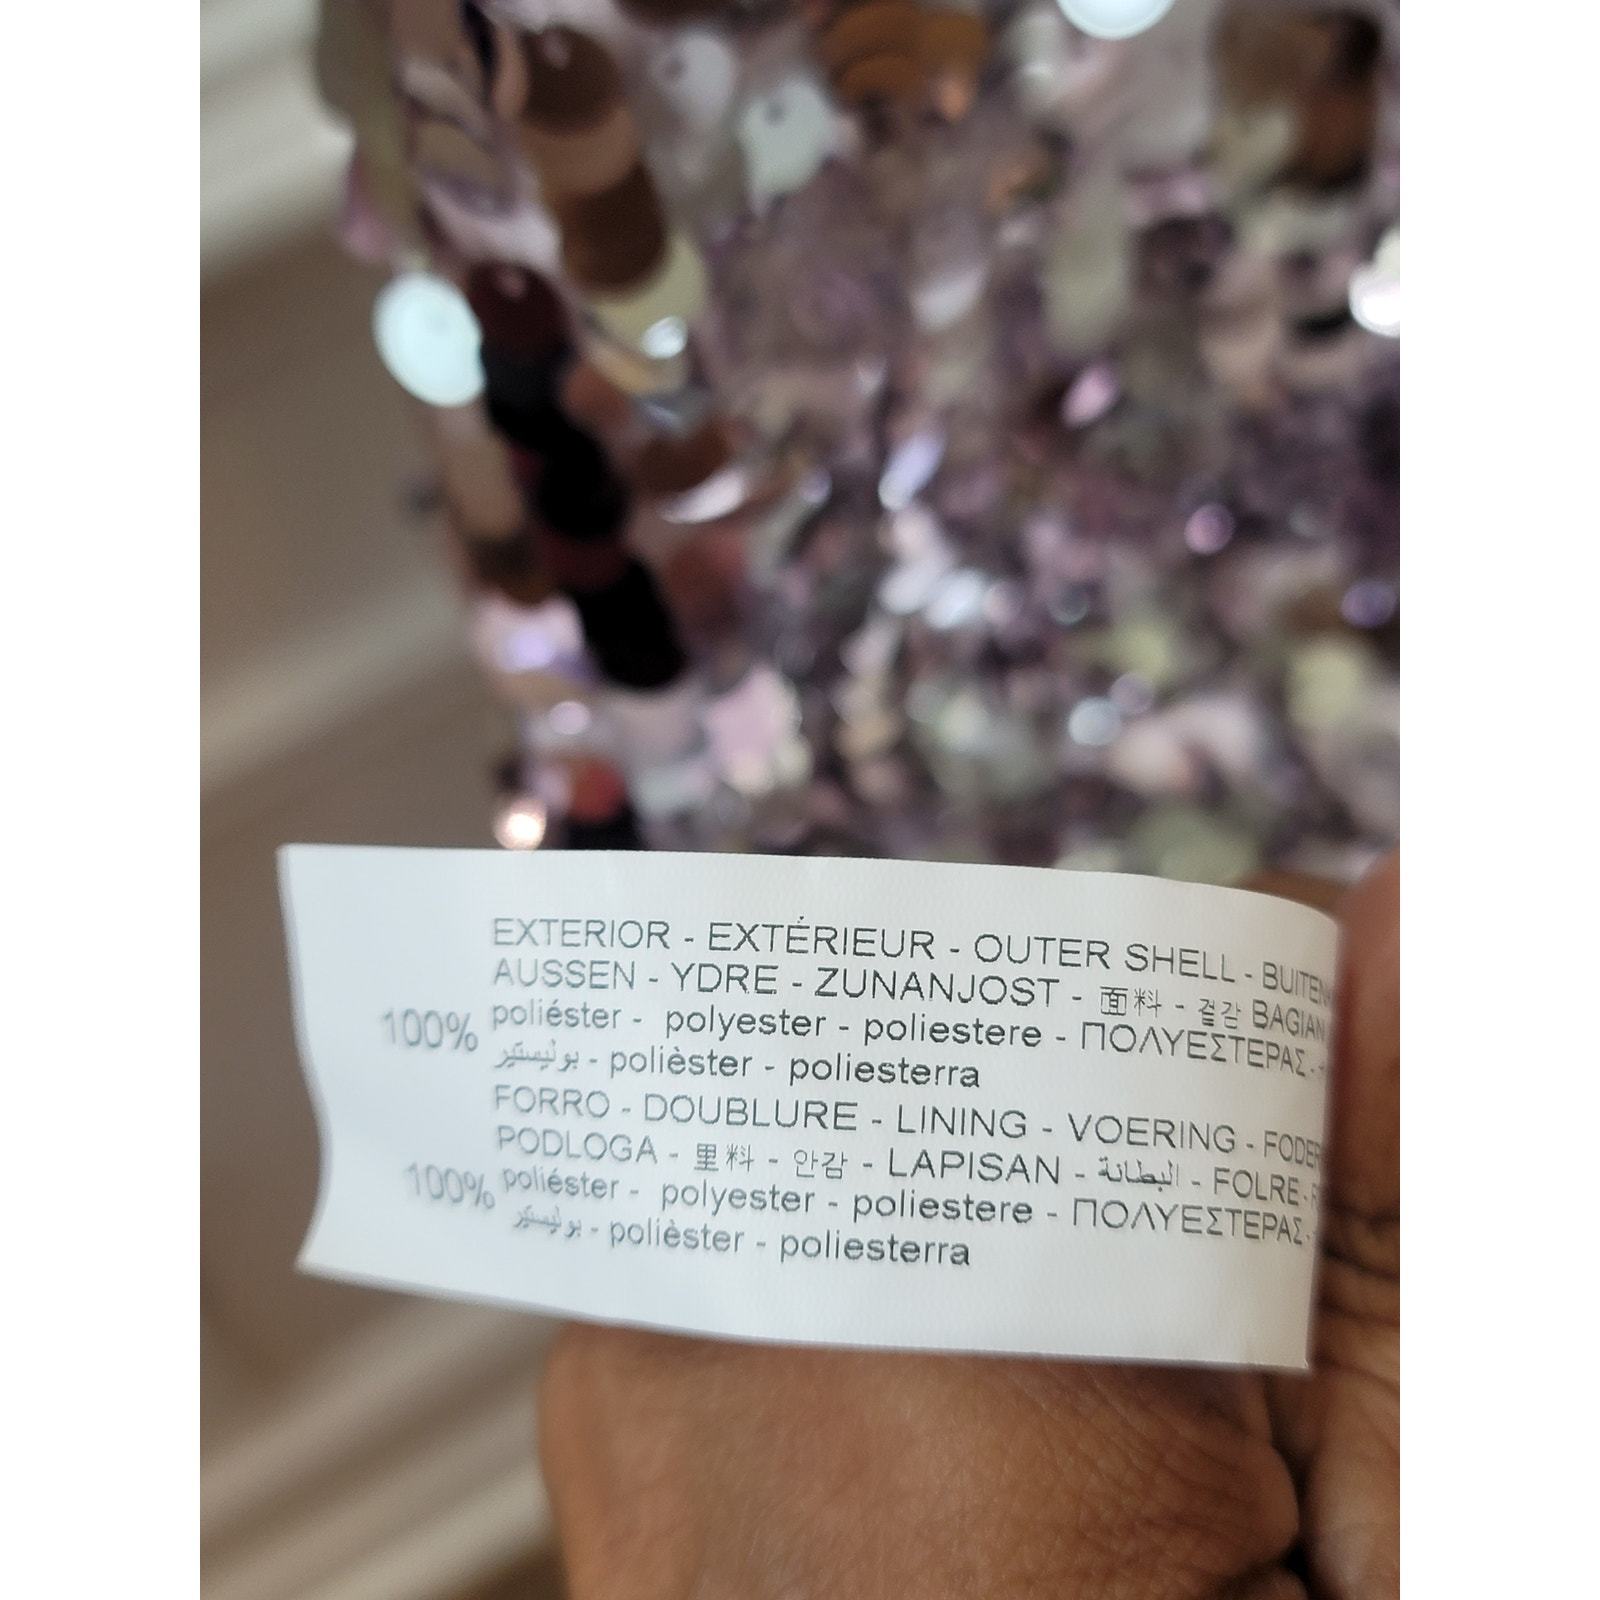 EXTERIOR - EXTÉRIEUR - OUTER SHELL -
AUSSEN - YDRE - ZUNANJOST - 面料 - 겉감 BAGIAN
100% poliéster - polyester - poliestere - ΠΟΛΥΕΣΤΕΡΑΣ -
بوليستير - polièster - poliesterra
FORRO - DOUBLURE - LINING - VOERING -
PODLOGA - 里料 - 안감 - LAPISAN - البطانة - FOLRE -
100% poliéster - polyester - poliestere - ΠΟΛΥΕΣΤΕΡΑΣ -
بوليستير - polièster - poliesterra